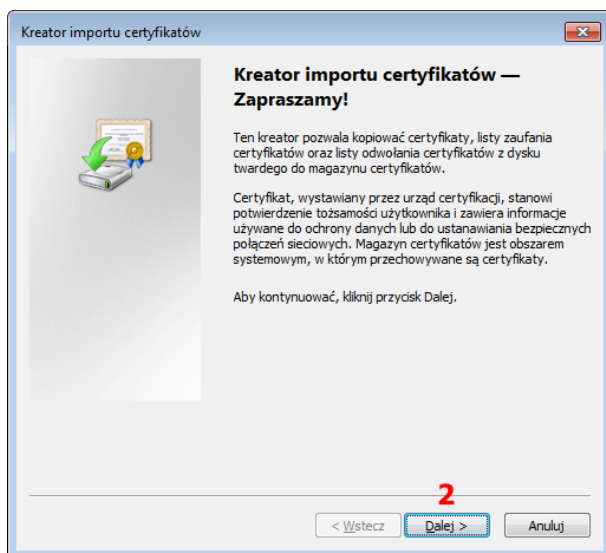 Kreator importu certyfikatów
Kreator importu certyfikatów —
Zapraszamy!
Ten kreator pozwala kopiować certyfikaty, listy zaufania
certyfikatów oraz listy odwołania certyfikatów z dysku
twardego do magazynu certyfikatów.
Certyfikat, wystawiany przez urząd certyfikacji, stanowi
potwierdzenie tożsamości użytkownika i zawiera informacje
używane do ochrony danych lub do ustanawiania bezpiecznych
połączeń sieciowych. Magazyn certyfikatów jest obszarem
systemowym, w którym przechowywane są certyfikaty.
Aby kontynuować, kliknij przycisk Dalej.
2
< Wstecz Dalej > Anuluj